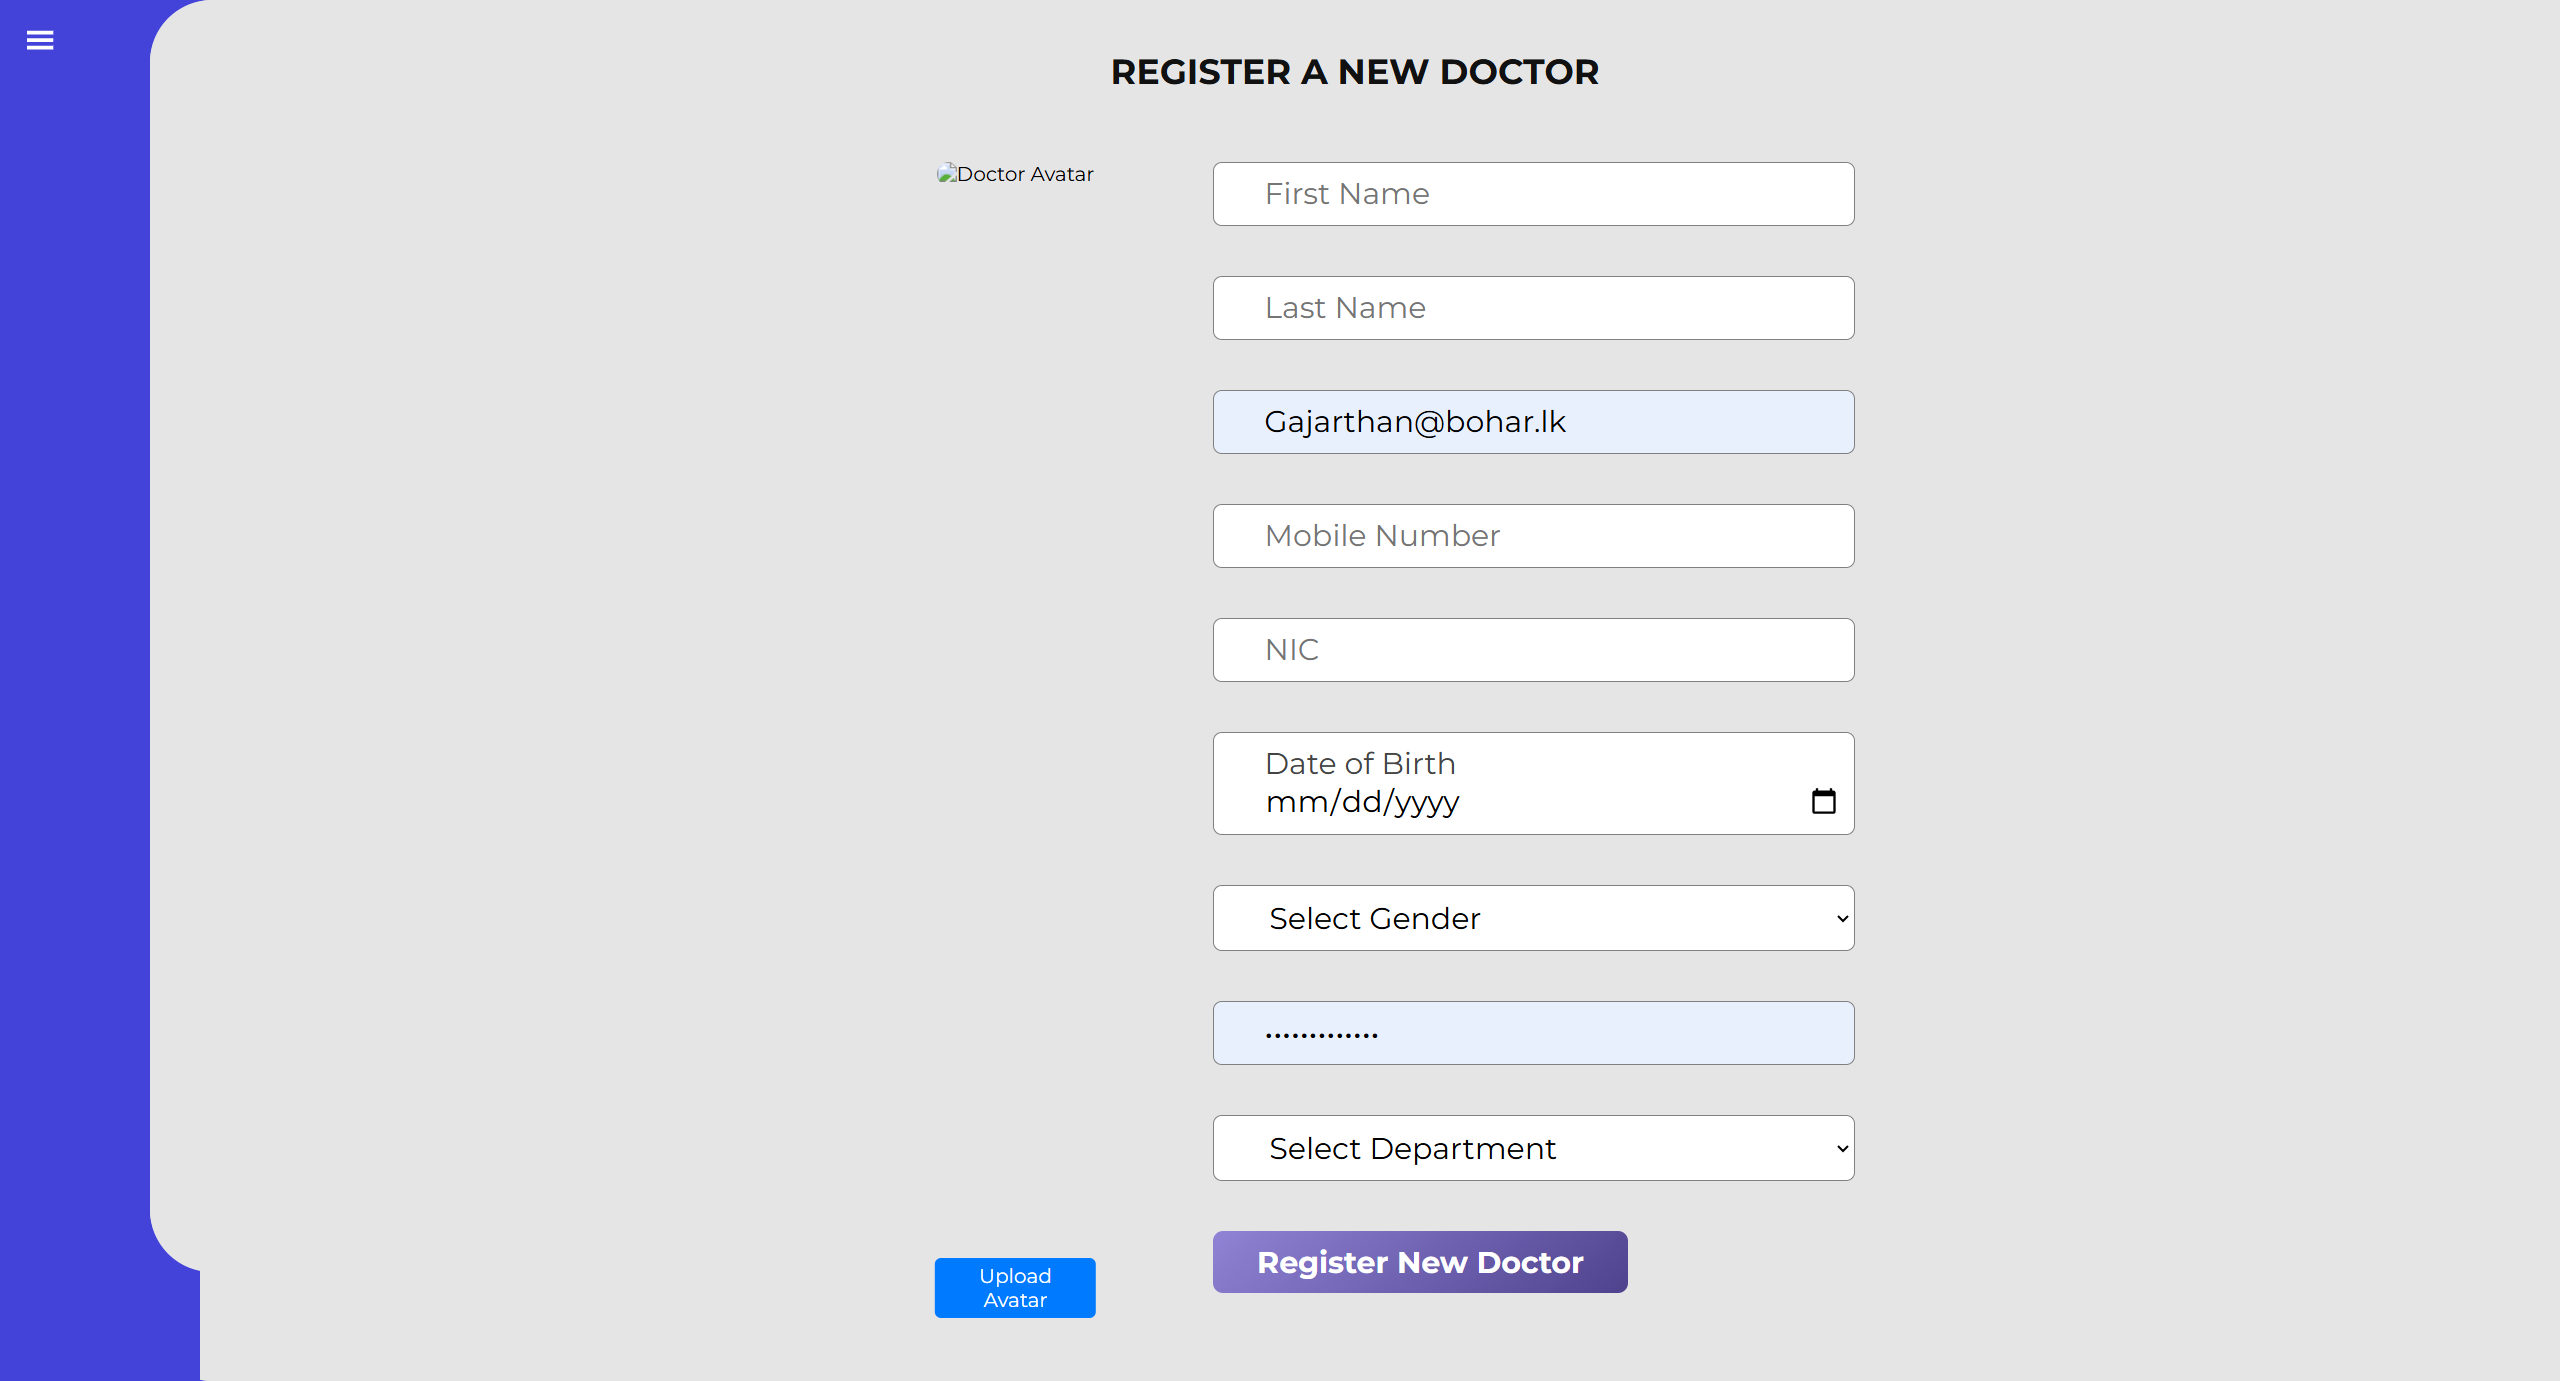 REGISTER A NEW DOCTOR
Doctor Avatar
First Name
Last Name
Gajarthan@bohar.lk
Mobile Number
NIC
Date of Birth
mm/dd/yyyy
Select Gender
•••••••••••••
Select Department
Register New Doctor
Upload
Avatar